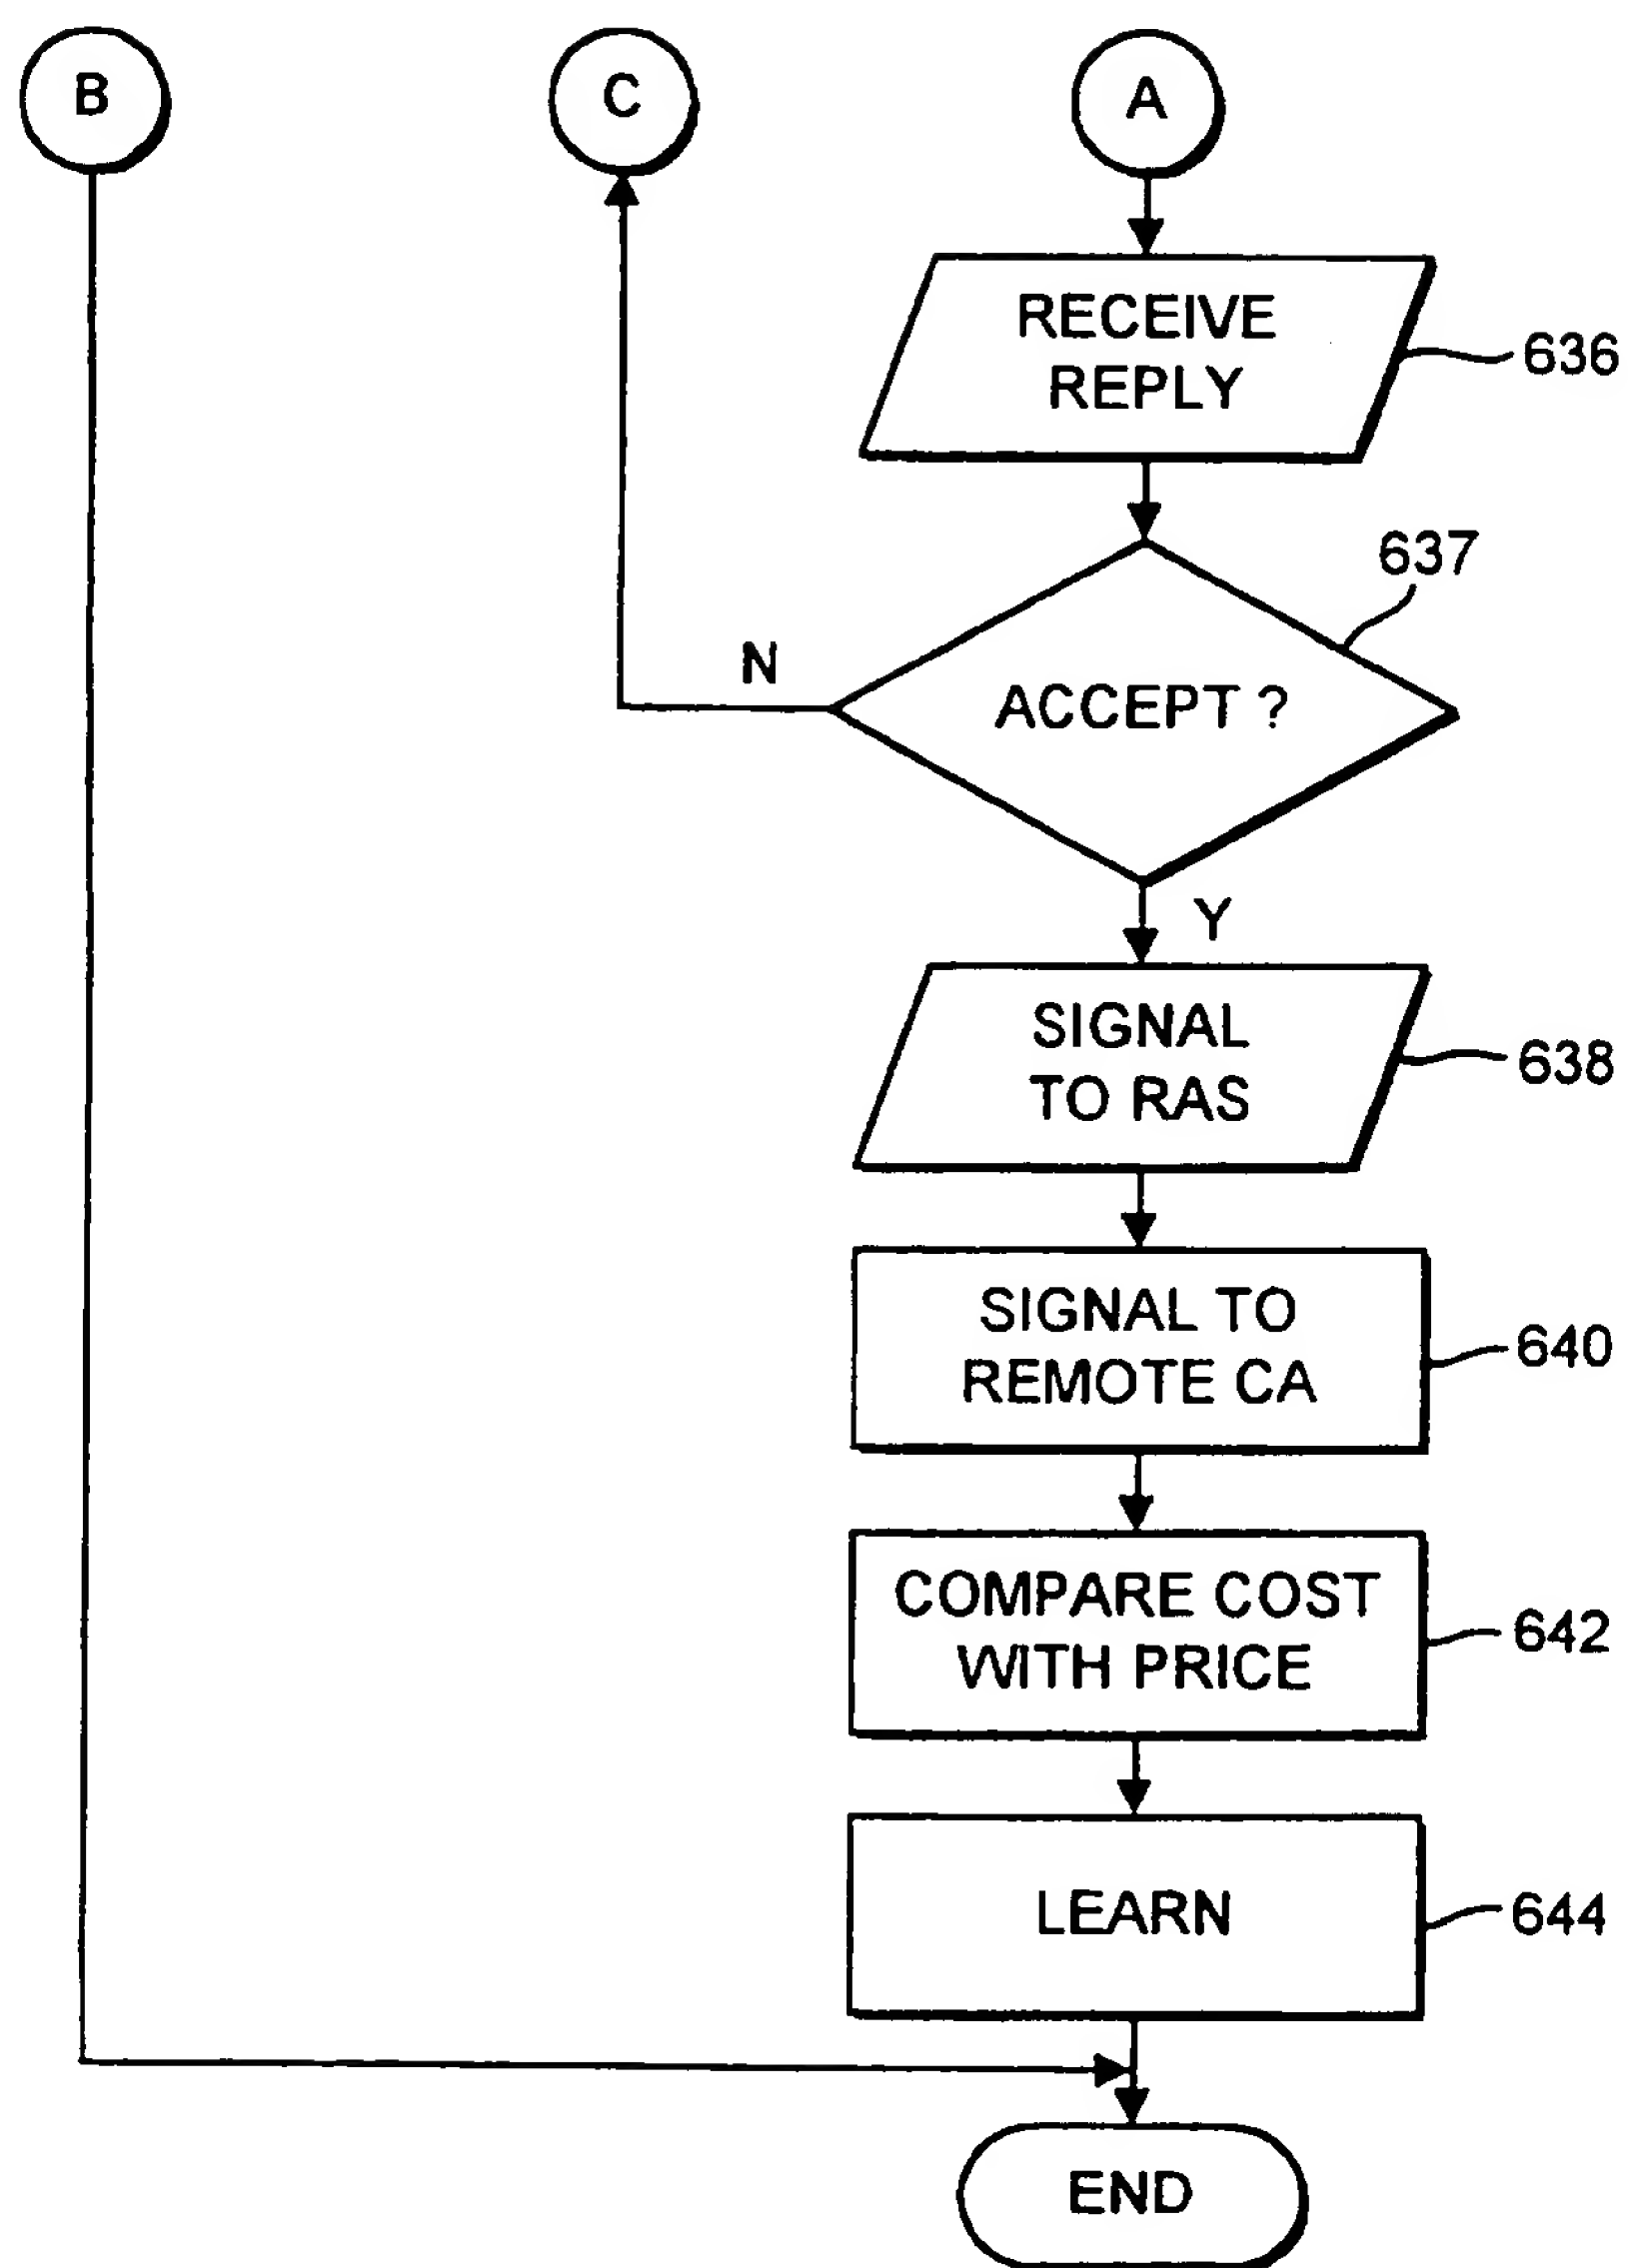 B
C
A
RECEIVE
REPLY
636
637
N
ACCEPT ?
Y
SIGNAL
TO RAS
638
SIGNAL TO
REMOTE CA
640
COMPARE COST
WITH PRICE
642
LEARN
644
END